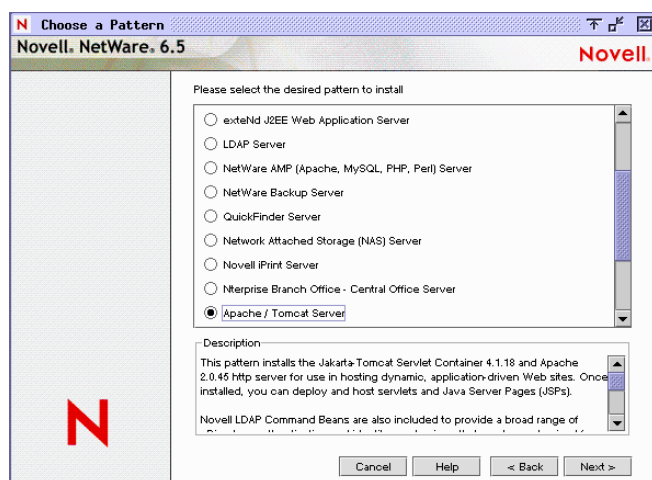 N Choose a Pattern
Novell. NetWare. 6.5
Novell.
Please select the desired pattern to install
exteNd J2EE Web Application Server
LDAP Server
NetWare AMP (Apache, MySQL, PHP, Perl) Server
NetWare Backup Server
QuickFinder Server
Network Attached Storage (NAS) Server
Novell iPrint Server
Nterprise Branch Office - Central Office Server
Apache / Tomcat Server
Description
This pattern installs the Jakarta-Tomcat Servlet Container 4.1.18 and Apache
2.0.45 http server for use in hosting dynamic, application-driven Web sites. Once
installed, you can deploy and host servlets and Java Server Pages (JSPs).
Novell LDAP Command Beans are also included to provide a broad range of
N
Cancel Help < Back Next >